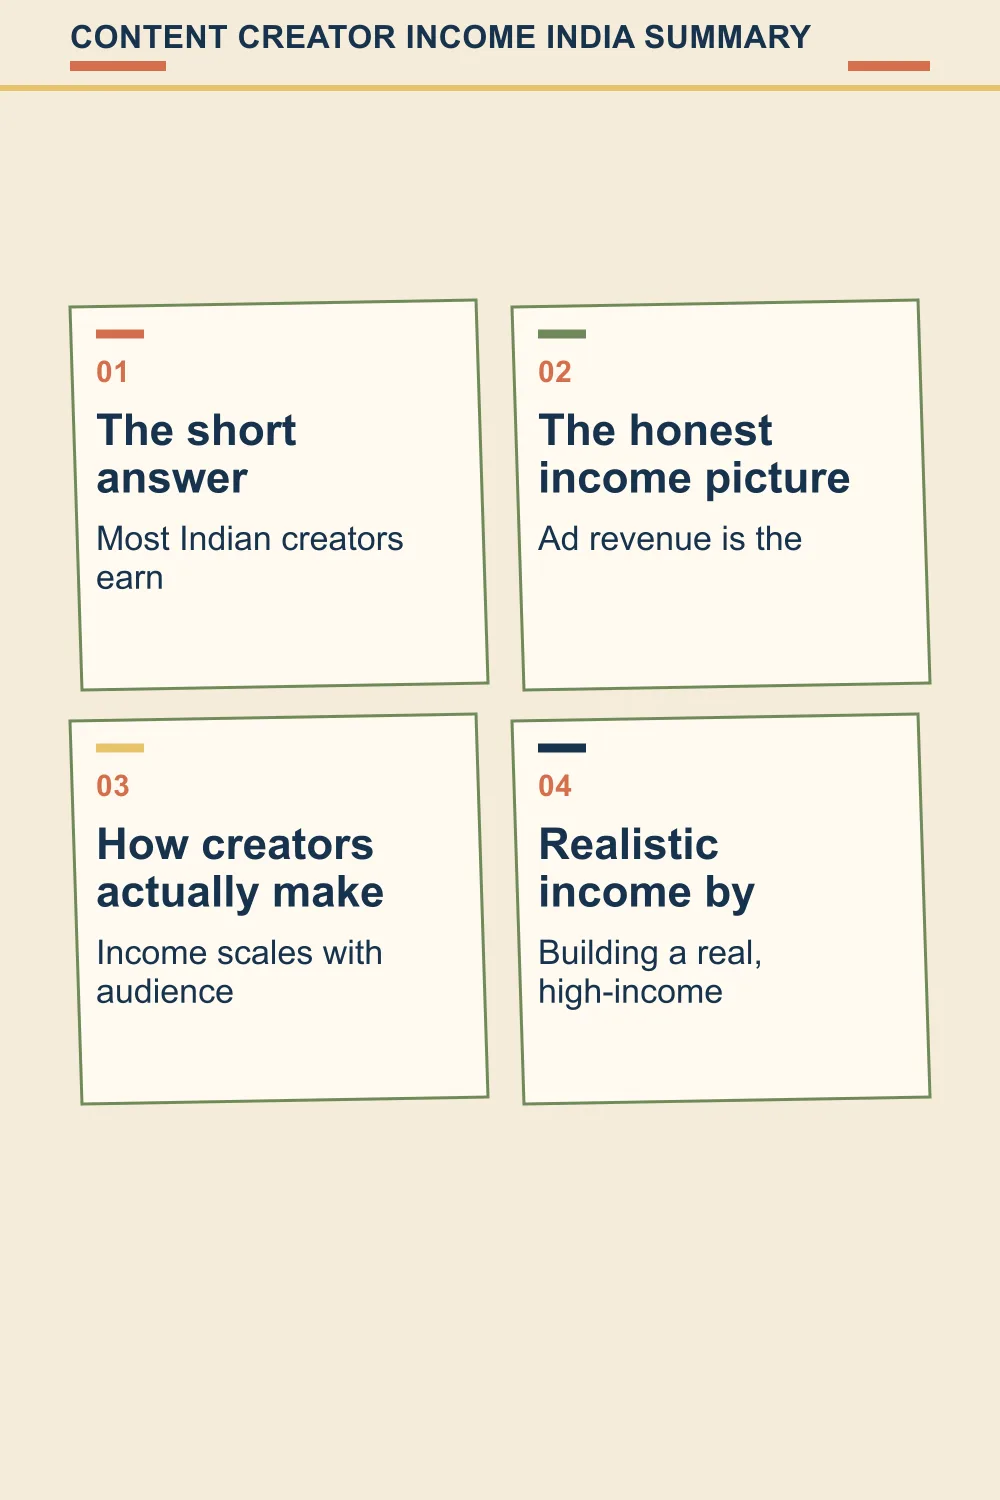 CONTENT CREATOR INCOME INDIA SUMMARY
01
The short
answer
Most Indian creators
earn
02
The honest
income picture
Ad revenue is the
03
How creators
actually make
Income scales with
audience
04
Realistic
income by
Building a real,
high-income